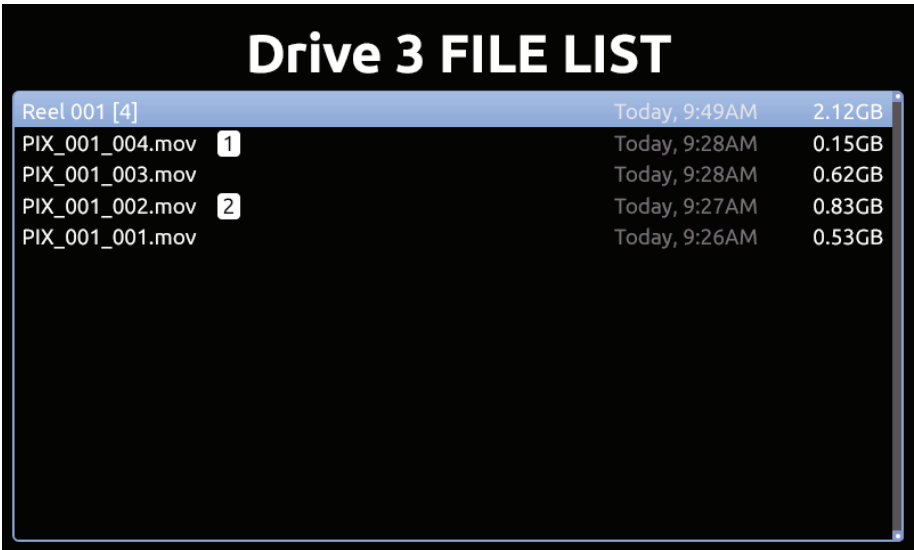 Drive 3 FILE LIST
Reel 001 [4] Today, 9:49AM 2.12GB
PIX_001_004.mov 1 Today, 9:28AM 0.15GB
PIX_001_003.mov Today, 9:28AM 0.62GB
PIX_001_002.mov 2 Today, 9:27AM 0.83GB
PIX_001_001.mov Today, 9:26AM 0.53GB